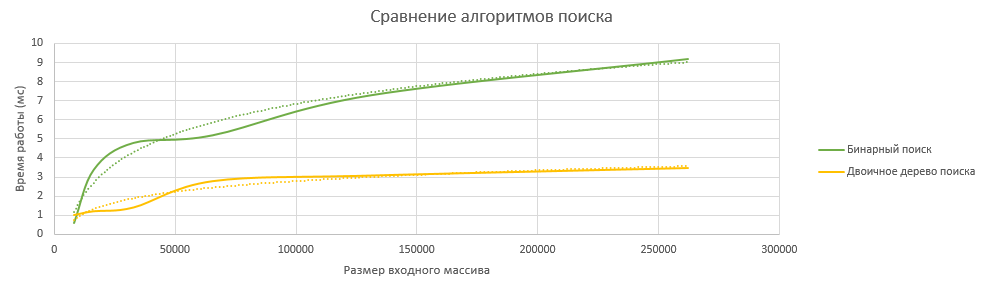 Сравнение алгоритмов поиска
10
9
8
7
6
5
4
3
2
1
0
Время работы (мс)
0 50000 100000 150000 200000 250000 300000
Размер входного массива
Бинарный поиск
Двоичное дерево поиска